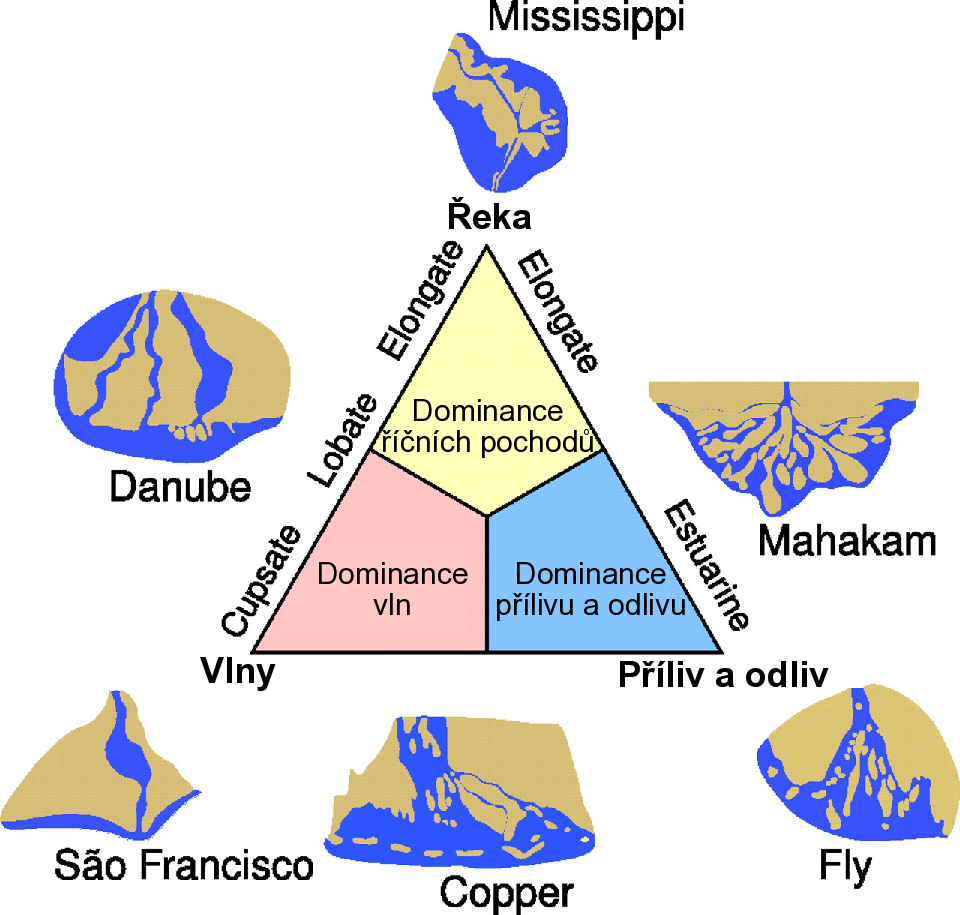 Mississippi
Řeka
Elongate
Elongate
Lobate
Dominance
říčních pochodů
Danube
Mahakam
Cupsate
Estuarine
Dominance
vln
Dominance
přílivu a odlivu
Vlny
Příliv a odliv
São Francisco
Copper
Fly